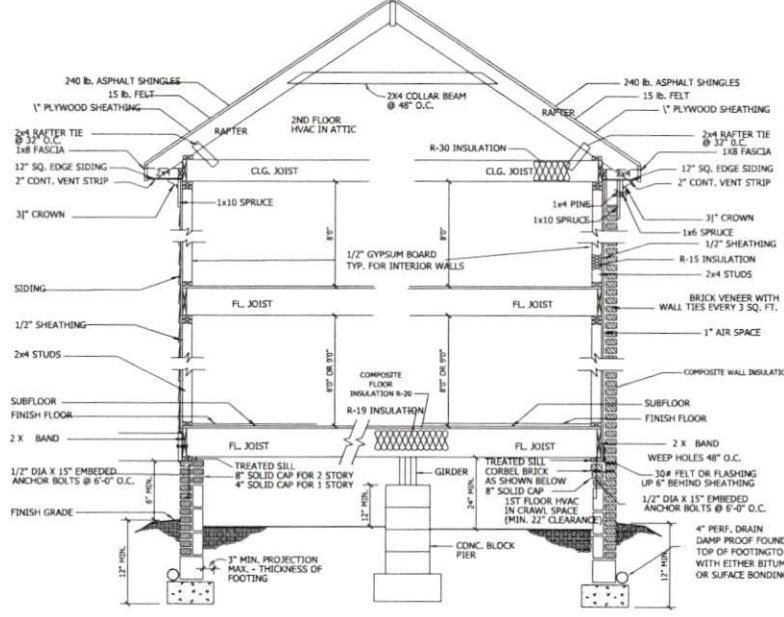 240 lb. ASPHALT SHINGLES
15 lb. FELT
\" PLYWOOD SHEATHING
2x4 RAFTER TIE
@ 32" O.C.
1X8 FASCIA
12" SQ. EDGE SIDING
2" CONT. VENT STRIP
3|" CROWN
2x4
RAFTER
1x10 SPRUCE
SIDING
1/2" SHEATHING
2x4 STUDS
SUBFLOOR
FINISH FLOOR
2 X BAND
1/2" DIA X 15" EMBEDED
ANCHOR BOLTS @ 6'-0" O.C.
FINISH GRADE
6" MIN.
12" MIN.
2X4 COLLAR BEAM
@ 48" O.C.
2ND FLOOR
HVAC IN ATTIC
R-30 INSULATION
CLG. JOIST
CLG. JOIST
8'0"
8'0"
1/2" GYPSUM BOARD
TYP. FOR INTERIOR WALLS
FL. JOIST
FL. JOIST
8'0" OR 9'0"
8'0" OR 9'0"
COMPOSITE
FLOOR
INSULATION R-20
R-19 INSULATION
FL. JOIST
FL. JOIST
TREATED SILL
8" SOLID CAP FOR 2 STORY
4" SOLID CAP FOR 1 STORY
GIRDER
12" MIN.
24" MIN.
CONC. BLOCK
PIER
3" MIN. PROJECTION
MAX. - THICKNESS OF
FOOTING
TREATED SILL
CORBEL BRICK
AS SHOWN BELOW
8" SOLID CAP
1ST FLOOR HVAC
IN CRAWL SPACE
(MIN. 22" CLEARANCE)
240 lb. ASPHALT SHINGLES
15 lb. FELT
\" PLYWOOD SHEATHING
RAFTER
2x4 RAFTER TIE
@ 32" O.C.
1X8 FASCIA
12" SQ. EDGE SIDING
2x4
2" CONT. VENT STRIP
1x4 PINE
1x10 SPRUCE
3|" CROWN
1x6 SPRUCE
1/2" SHEATHING
R-15 INSULATION
2x4 STUDS
BRICK VENEER WITH
WALL TIES EVERY 3 SQ. FT.
1" AIR SPACE
COMPOSITE WALL INSULATIO
SUBFLOOR
FINISH FLOOR
2 X BAND
WEEP HOLES 48" O.C.
30# FELT OR FLASHING
UP 6" BEHIND SHEATHING
1/2" DIA X 15" EMBEDED
ANCHOR BOLTS @ 6'-0" O.C.
4" PERF. DRAIN
DAMP PROOF FOUND
TOP OF FOOTINGTO
WITH EITHER BITUM
OR SUFACE BONDING
12" MIN.